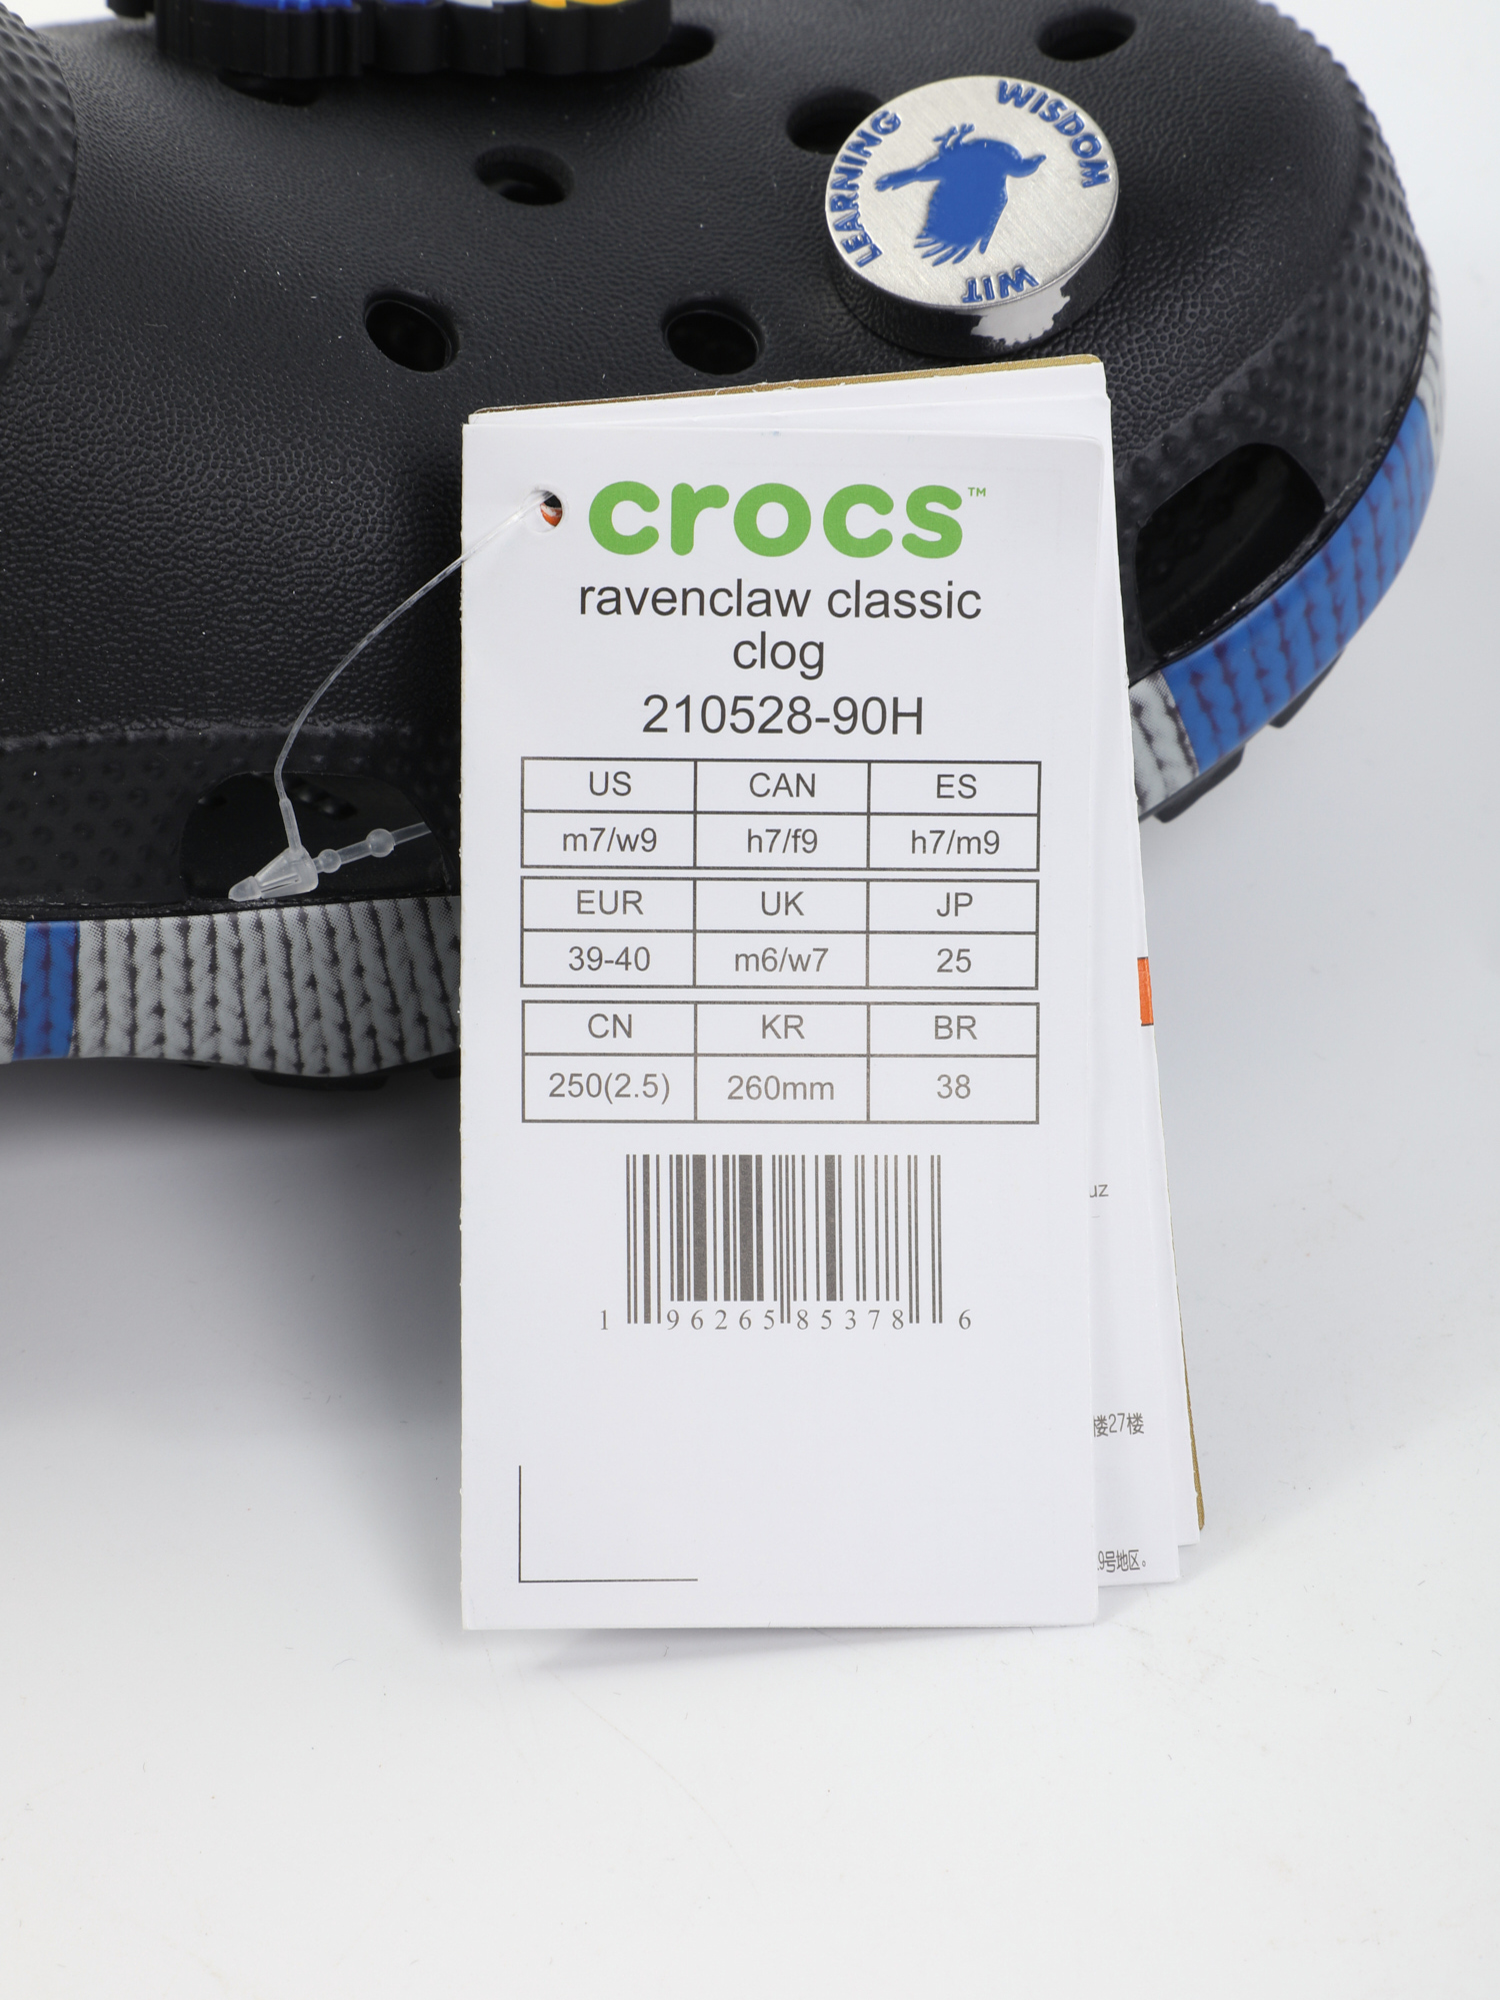 WISDOM
LEARNING
WIT
crocs™
ravenclaw classic
clog
210528-90H
US CAN ES
m7/w9 h7/f9 h7/m9
EUR UK JP
39-40 m6/w7 25
CN KR BR
250(2.5) 260mm 38
1 96265 85378 6
uz
楼27楼
9号地区。